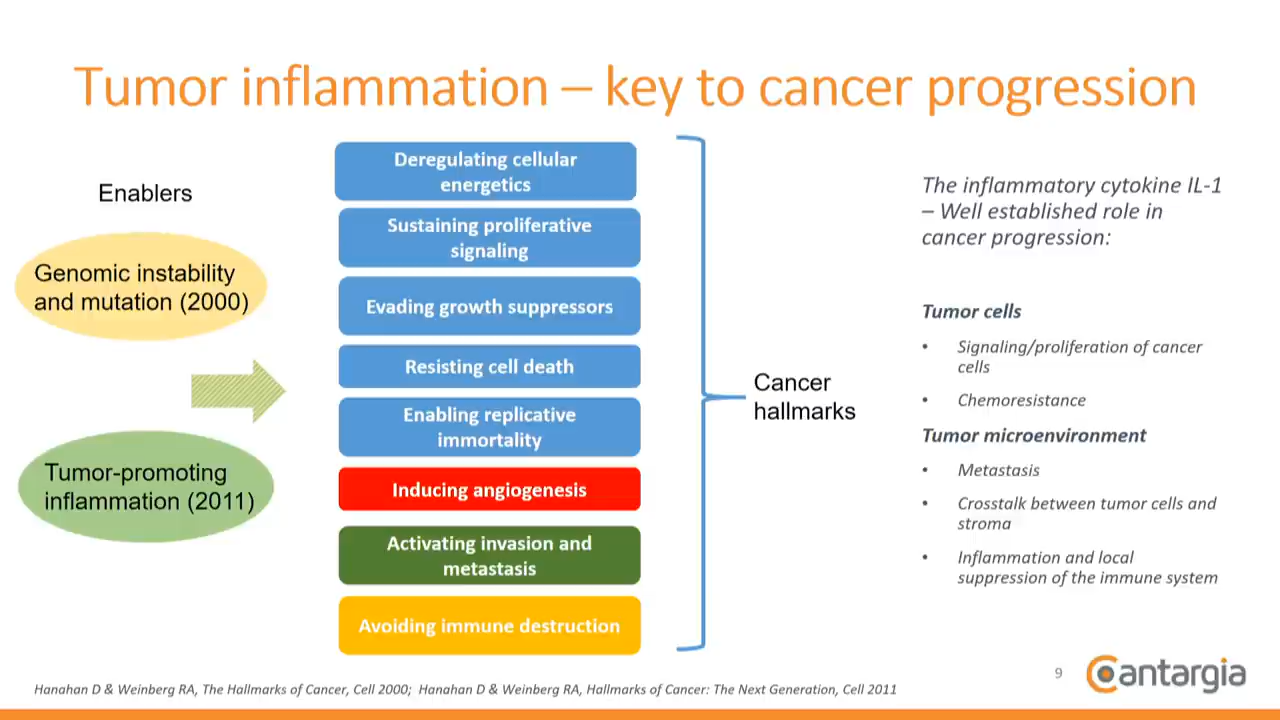 Tumor inflammation – key to cancer progression
Enablers
Genomic instability
and mutation (2000)
Tumor-promoting
inflammation (2011)
Deregulating cellular
energetics
Sustaining proliferative
signaling
Evading growth suppressors
Resisting cell death
Enabling replicative
immortality
Inducing angiogenesis
Activating invasion and
metastasis
Avoiding immune destruction
Cancer
hallmarks
The inflammatory cytokine IL-1
– Well established role in
cancer progression:
Tumor cells
• Signaling/proliferation of cancer
cells
• Chemoresistance
Tumor microenvironment
• Metastasis
• Crosstalk between tumor cells and
stroma
• Inflammation and local
suppression of the immune system
Hanahan D & Weinberg RA, The Hallmarks of Cancer, Cell 2000; Hanahan D & Weinberg RA, Hallmarks of Cancer: The Next Generation, Cell 2011
9
Cantargia